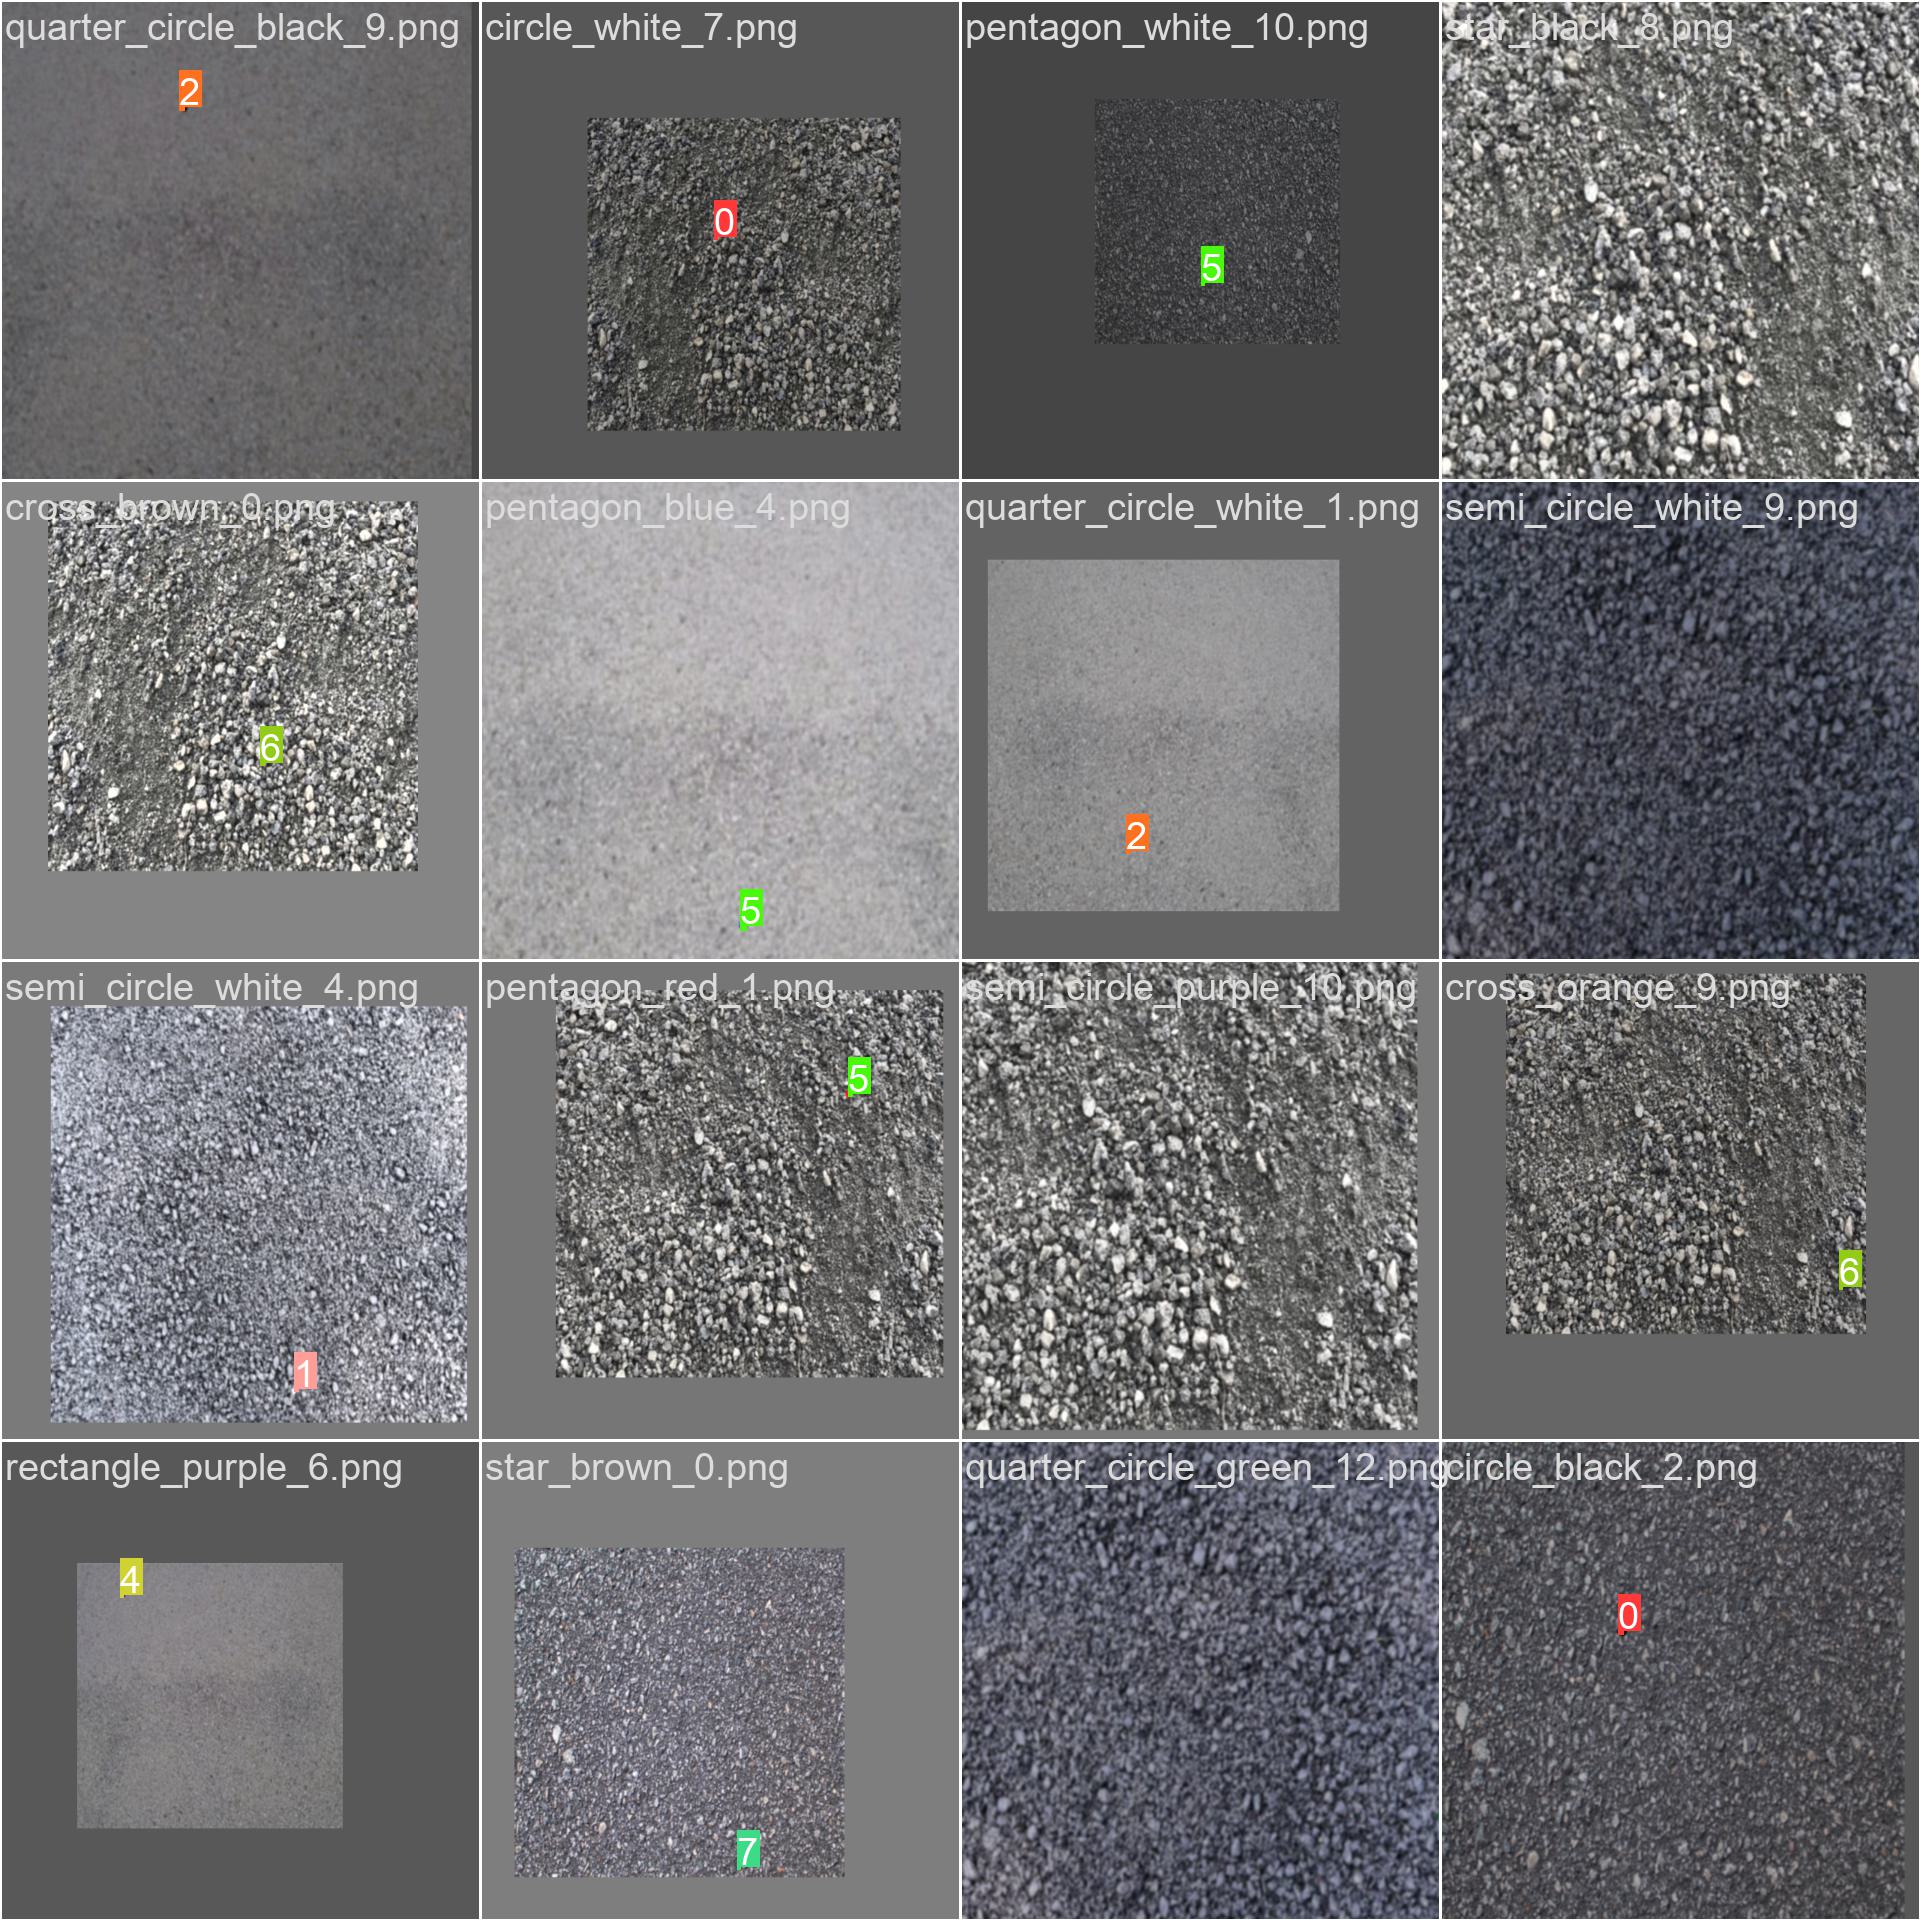 quarter_circle_black_9.png
2
circle_white_7.png
0
pentagon_white_10.png
5
star_black_8.png
cross_brown_0.png
6
pentagon_blue_4.png
5
quarter_circle_white_1.png
2
semi_circle_white_9.png
semi_circle_white_4.png
1
pentagon_red_1.png
5
semi_circle_purple_10.png
cross_orange_9.png
6
rectangle_purple_6.png
4
star_brown_0.png
7
quarter_circle_green_12.png
circle_black_2.png
0